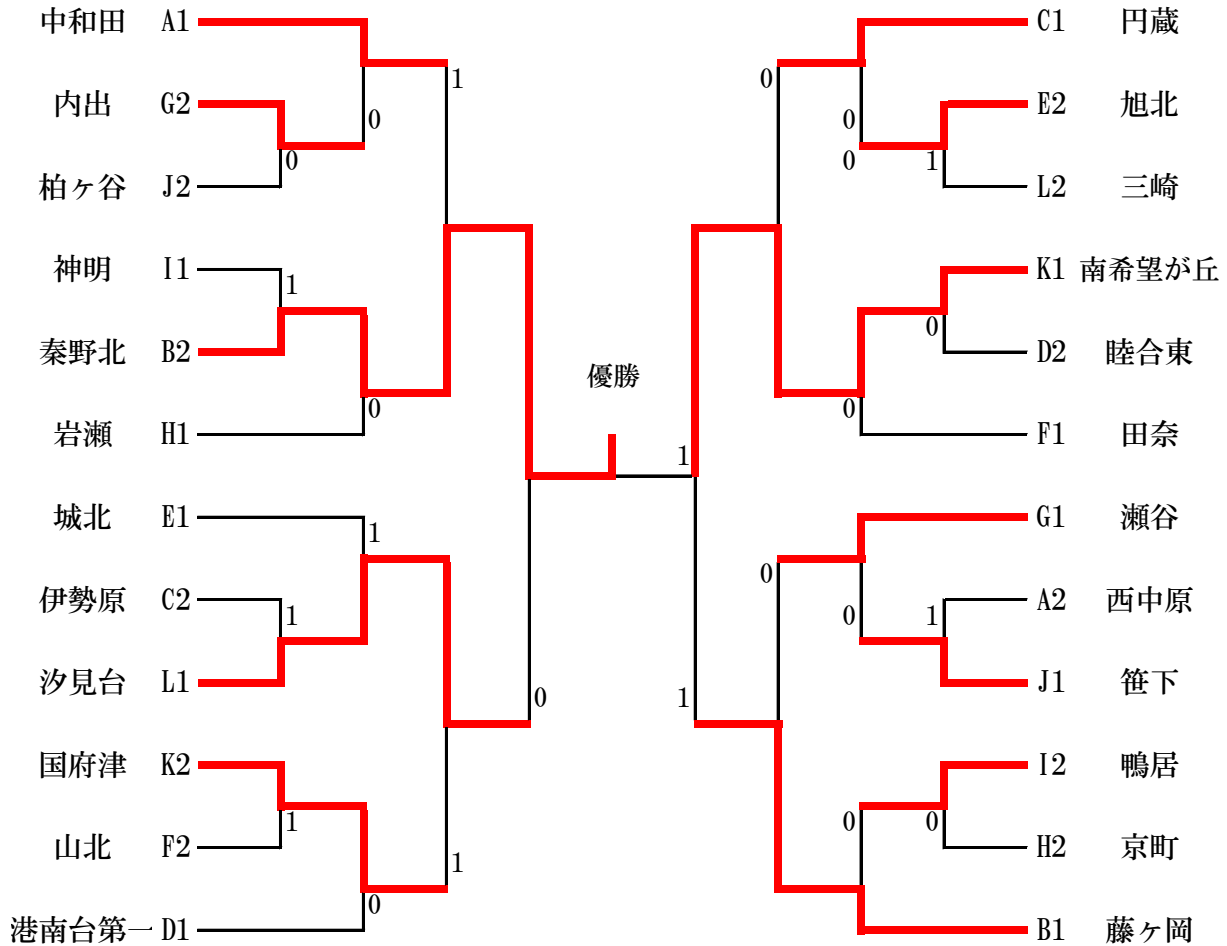 中和田 A1 C1 円蔵
1 0
内出 G2 E2 旭北
0 0
0 0 1
柏ヶ谷 J2 L2 三崎
神明 I1 K1 南希望が丘
1
0
秦野北 B2 D2 睦合東
優勝
0 0
岩瀬 H1 F1 田奈
1
城北 E1 G1 瀬谷
1
0
伊勢原 C2 A2 西中原
1 0 1
汐見台 L1 J1 笹下
0 1
国府津 K2 I2 鴨居
1 0 0
山北 F2 H2 京町
1
0
港南台第一 D1 B1 藤ヶ岡